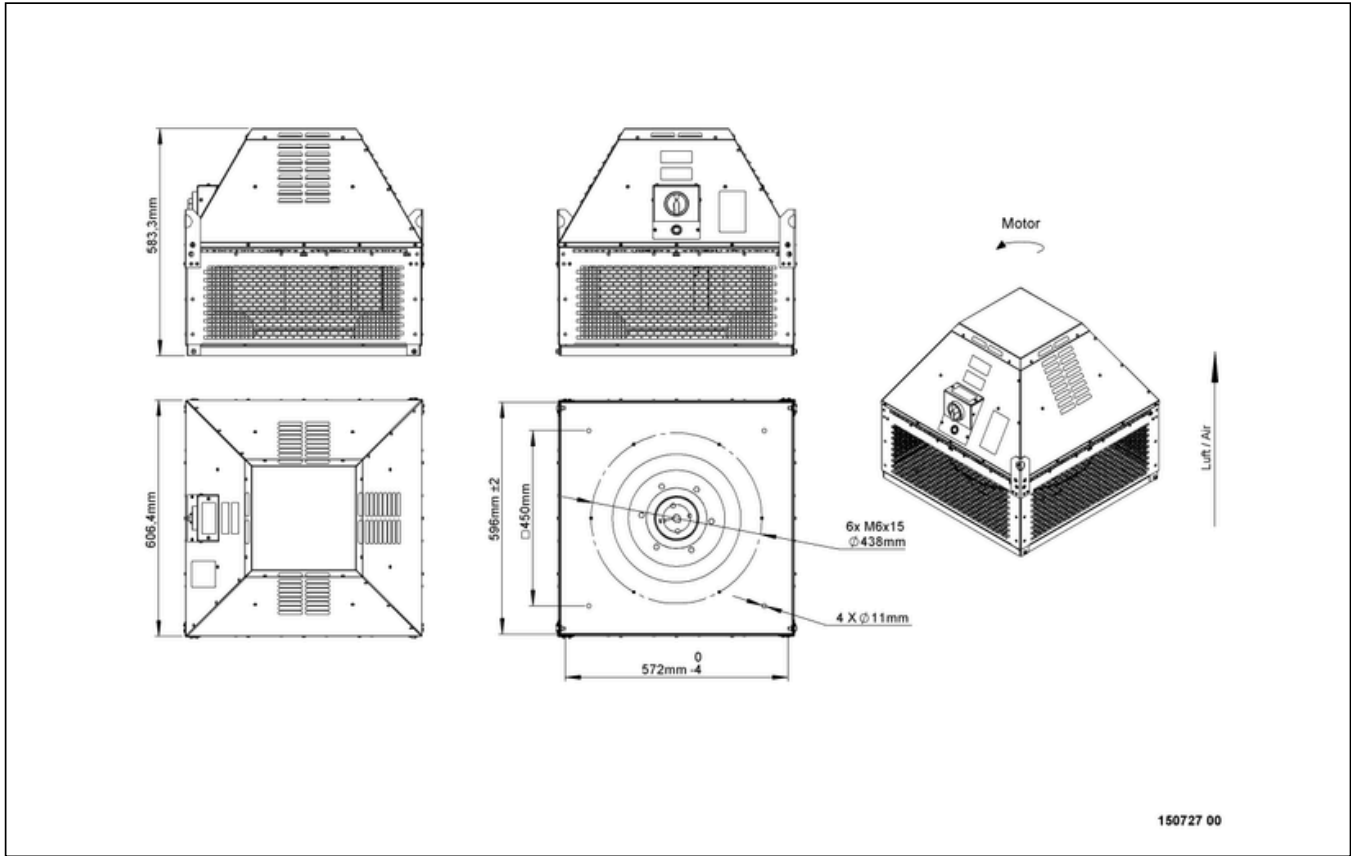 583,3mm
Motor
Luft / Air
606,4mm
596mm ±2
□450mm
6x M6x15
∅438mm
4 X ∅11mm
0
572mm -4
150727 00